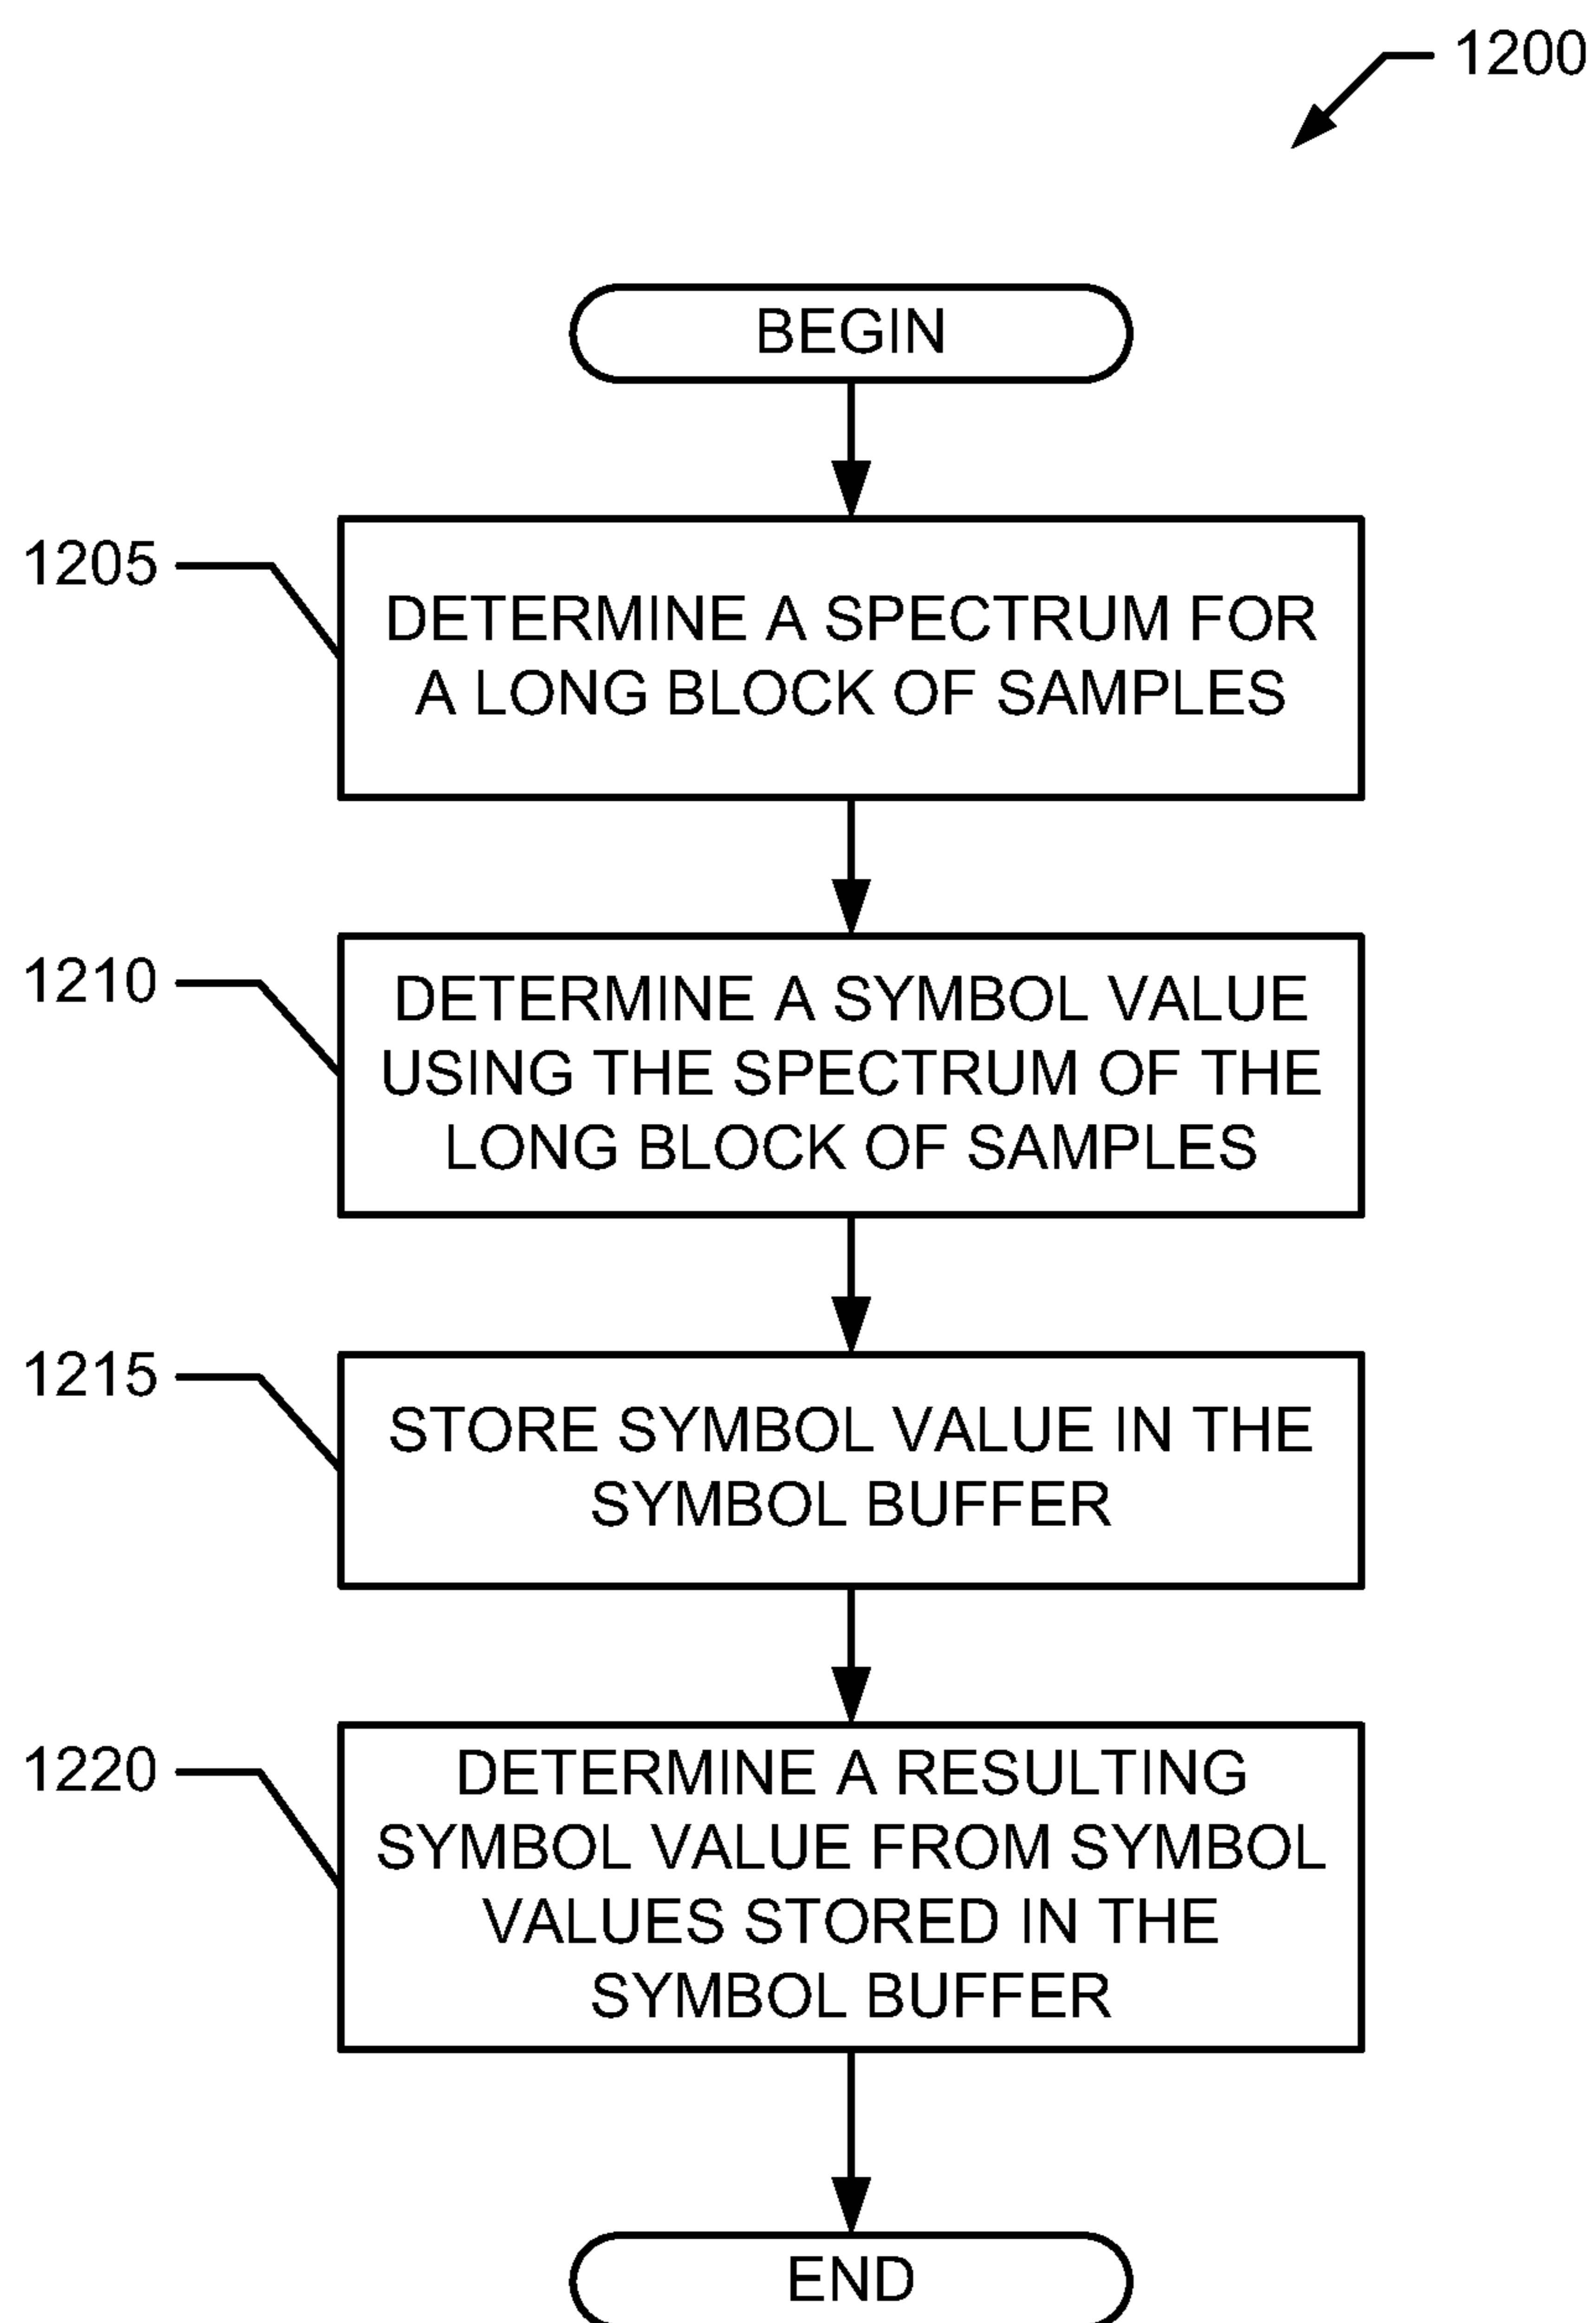 1200
BEGIN
1205
DETERMINE A SPECTRUM FOR
A LONG BLOCK OF SAMPLES
1210
DETERMINE A SYMBOL VALUE
USING THE SPECTRUM OF THE
LONG BLOCK OF SAMPLES
1215
STORE SYMBOL VALUE IN THE
SYMBOL BUFFER
1220
DETERMINE A RESULTING
SYMBOL VALUE FROM SYMBOL
VALUES STORED IN THE
SYMBOL BUFFER
END